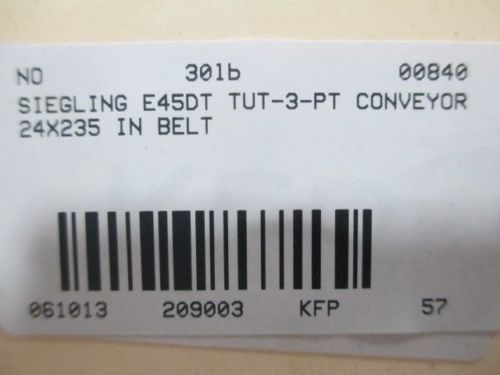 NO 301b 00840
SIEGLING E45DT TUT-3-PT CONVEYOR
24X235 IN BELT
061013 209003 KFP 57